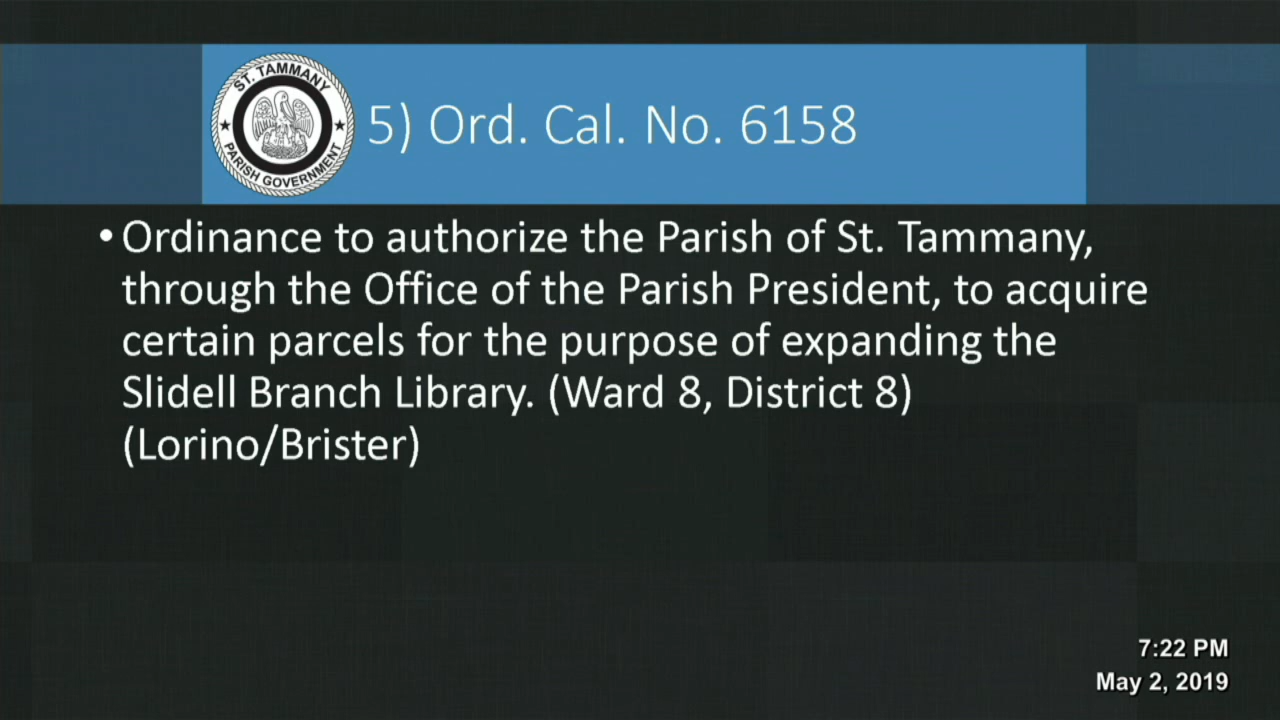 ST. TAMMANY
PARISH GOVERNMENT
5) Ord. Cal. No. 6158
• Ordinance to authorize the Parish of St. Tammany,
through the Office of the Parish President, to acquire
certain parcels for the purpose of expanding the
Slidell Branch Library. (Ward 8, District 8)
(Lorino/Brister)
7:22 PM
May 2, 2019